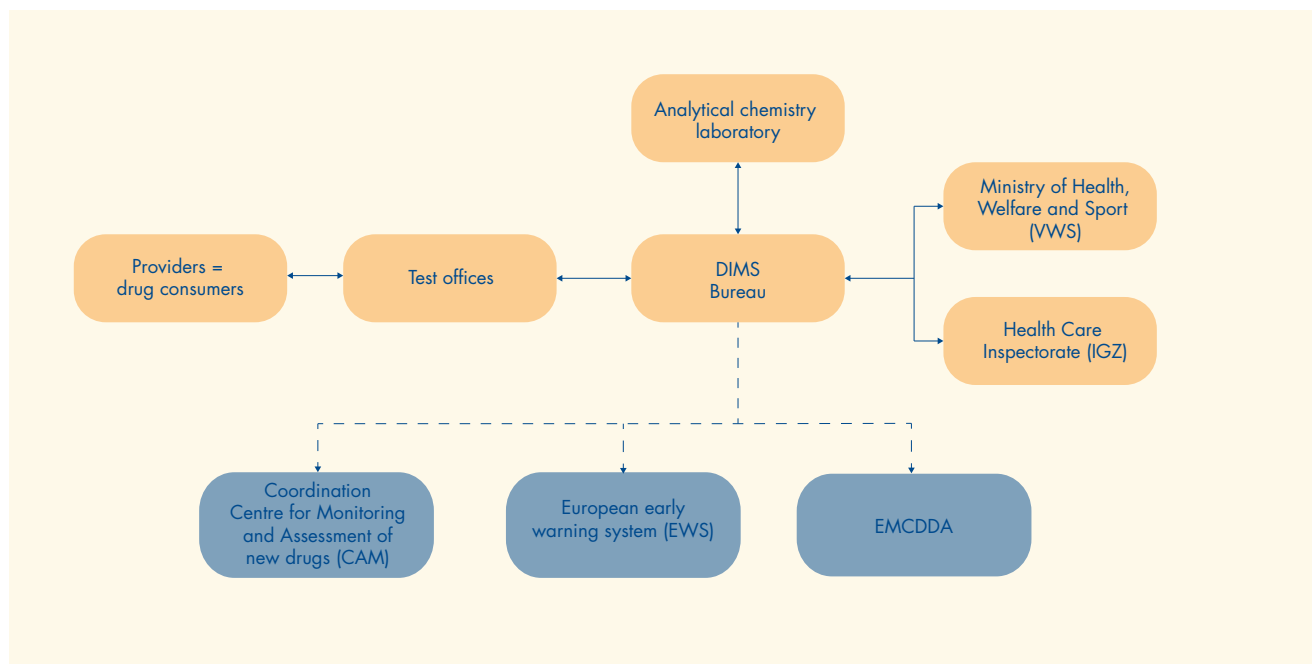 Analytical chemistry
laboratory
Ministry of Health,
Welfare and Sport
(VWS)
Providers =
drug consumers
Test offices
DIMS
Bureau
Health Care
Inspectorate (IGZ)
Coordination
Centre for Monitoring
and Assessment of
new drugs (CAM)
European early
warning system (EWS)
EMCDDA